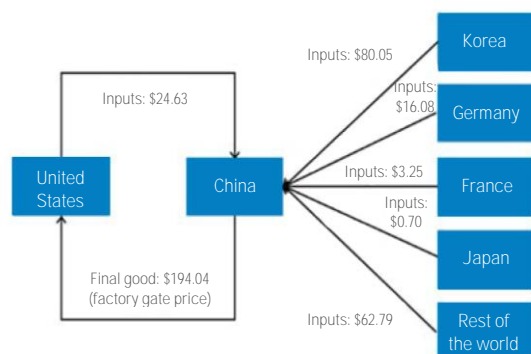 Korea
Inputs: $80.05
Inputs: $24.63
Inputs:
$16.08
Germany
United
States
China
Inputs: $3.25
France
Inputs:
$0.70
Japan
Final good: $194.04
(factory gate price)
Inputs: $62.79
Rest of
the world